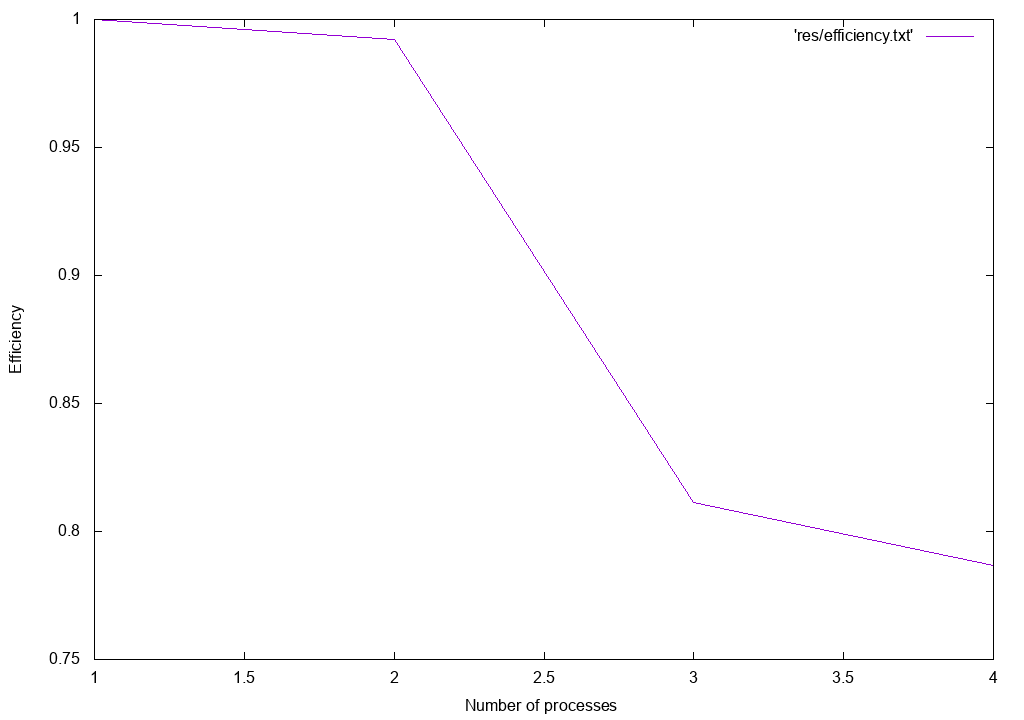 'res/efficiency.txt'
1
0.95
0.9
0.85
0.8
0.75
Efficiency
1 1.5 2 2.5 3 3.5 4
Number of processes